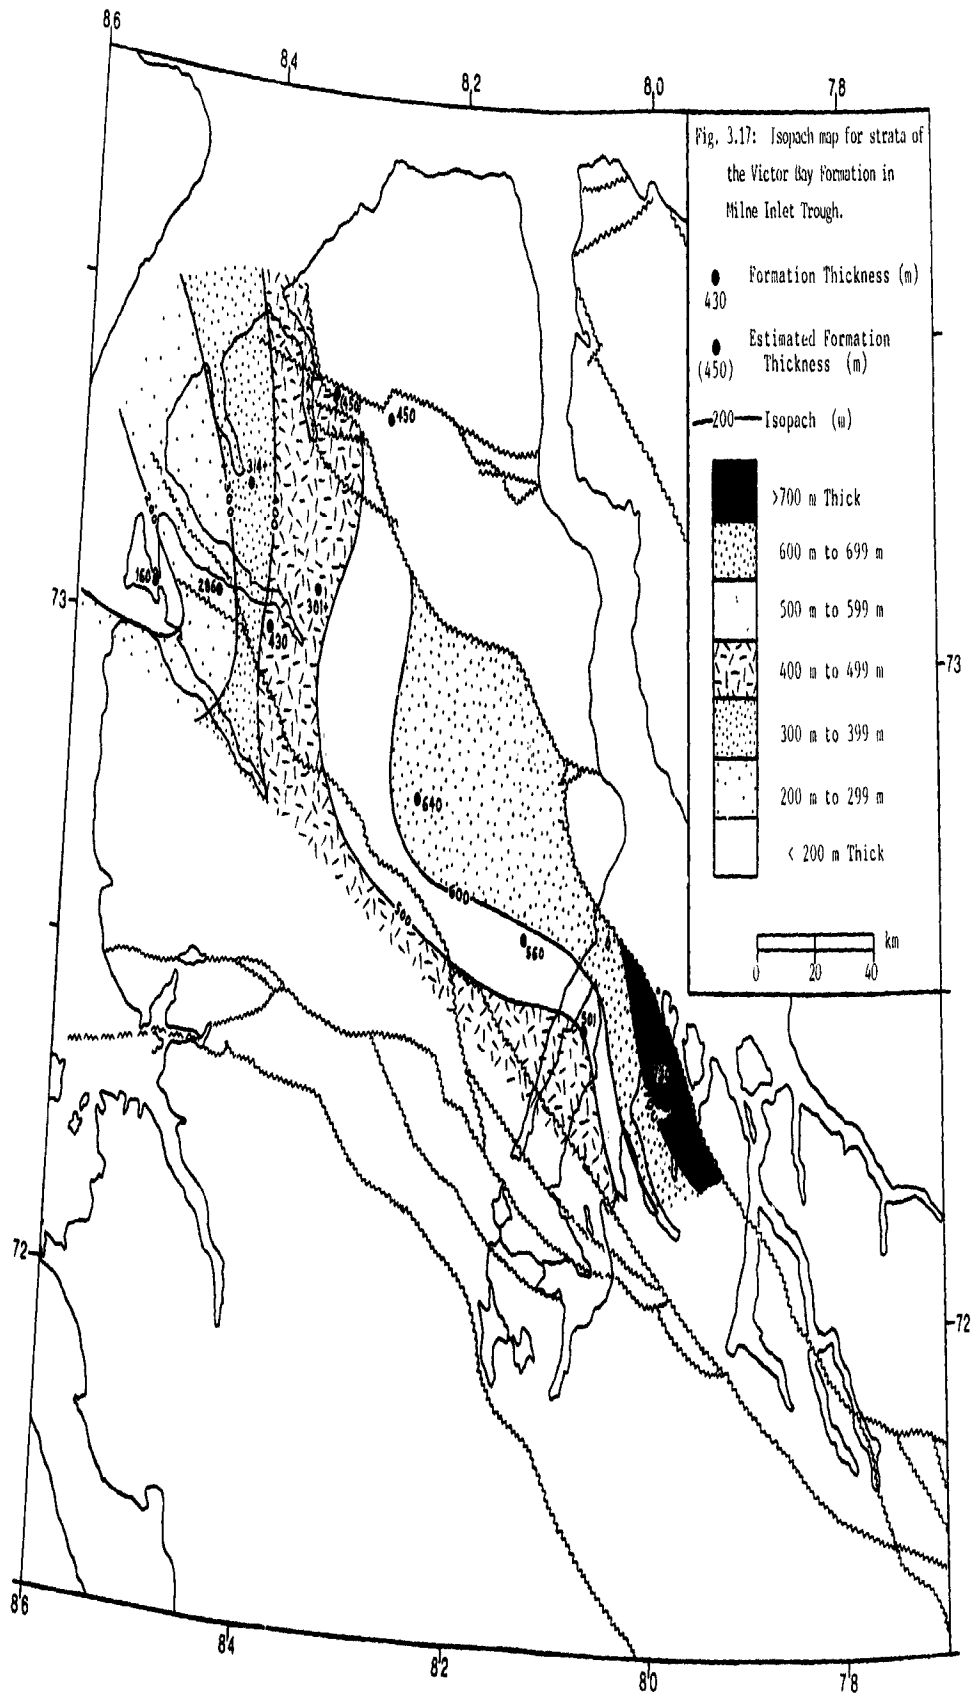 86
84
82
80
78
Fig. 3.17: Isopach map for strata of
the Victor Bay Formation in
Milne Inlet Trough.
Formation Thickness (m)
430
Estimated Formation
Thickness (m)
(450)
200 Isopach (m)
>700 m Thick
600 m to 699 m
500 m to 599 m
400 m to 499 m
300 m to 399 m
200 m to 299 m
< 200 m Thick
km
0 20 40
450
314+
160
286
301+
430
73
73
640
600
500
560
501
72
72
86
84
82
80
78